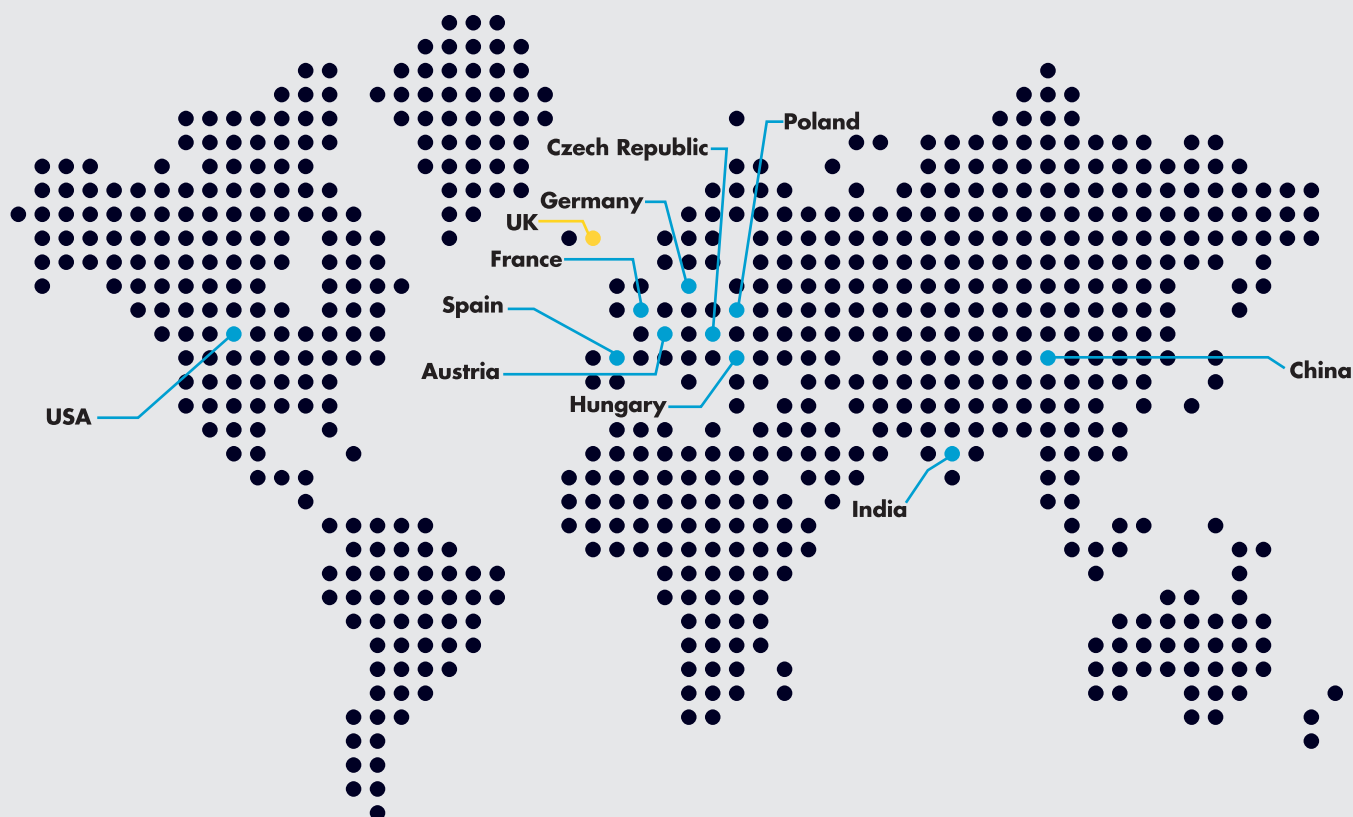 Poland
Czech Republic
Germany
UK
France
Spain
Austria
China
Hungary
USA
India